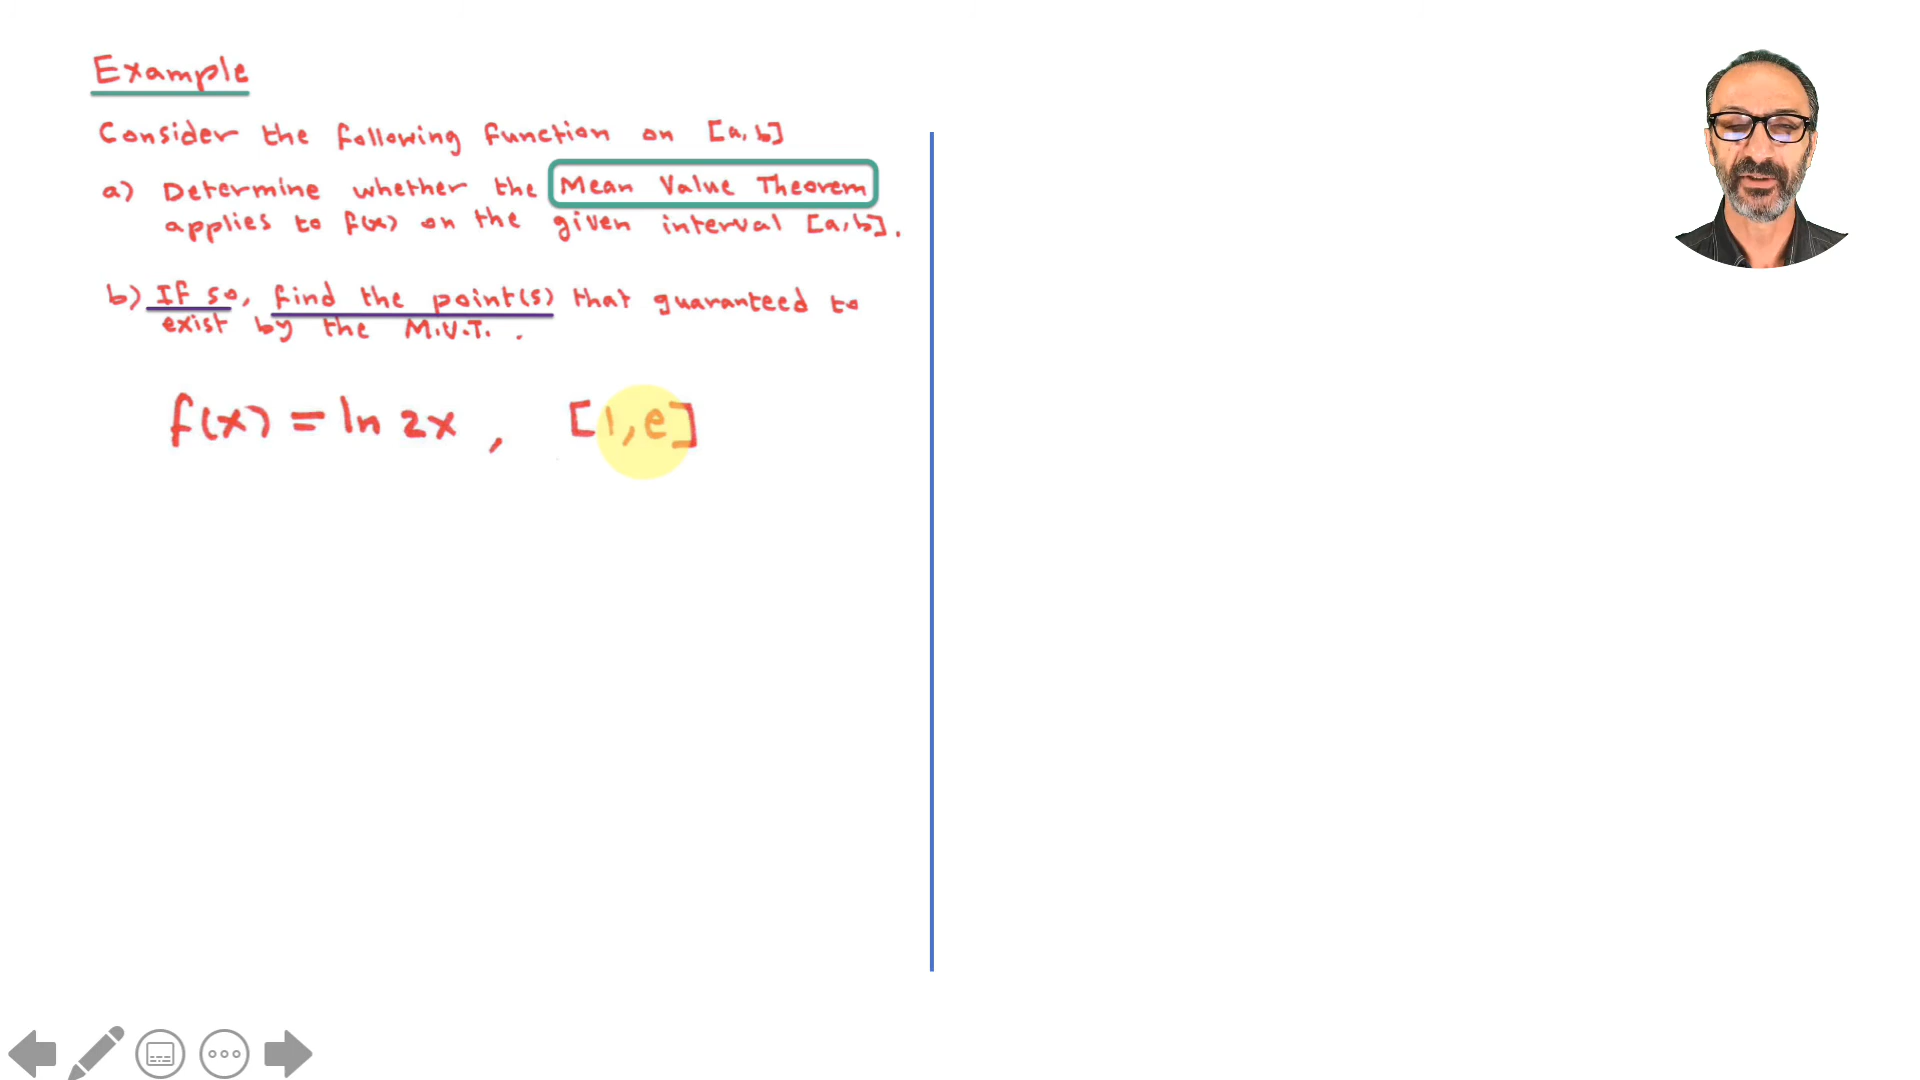 Example
Consider the following function on [a, b]
a) Determine whether the Mean Value Theorem
applies to f(x) on the given interval [a,b].
b) If so, find the point(s) that guaranteed to
exist by the M.V.T. .
f(x) = ln 2x , [1,e]